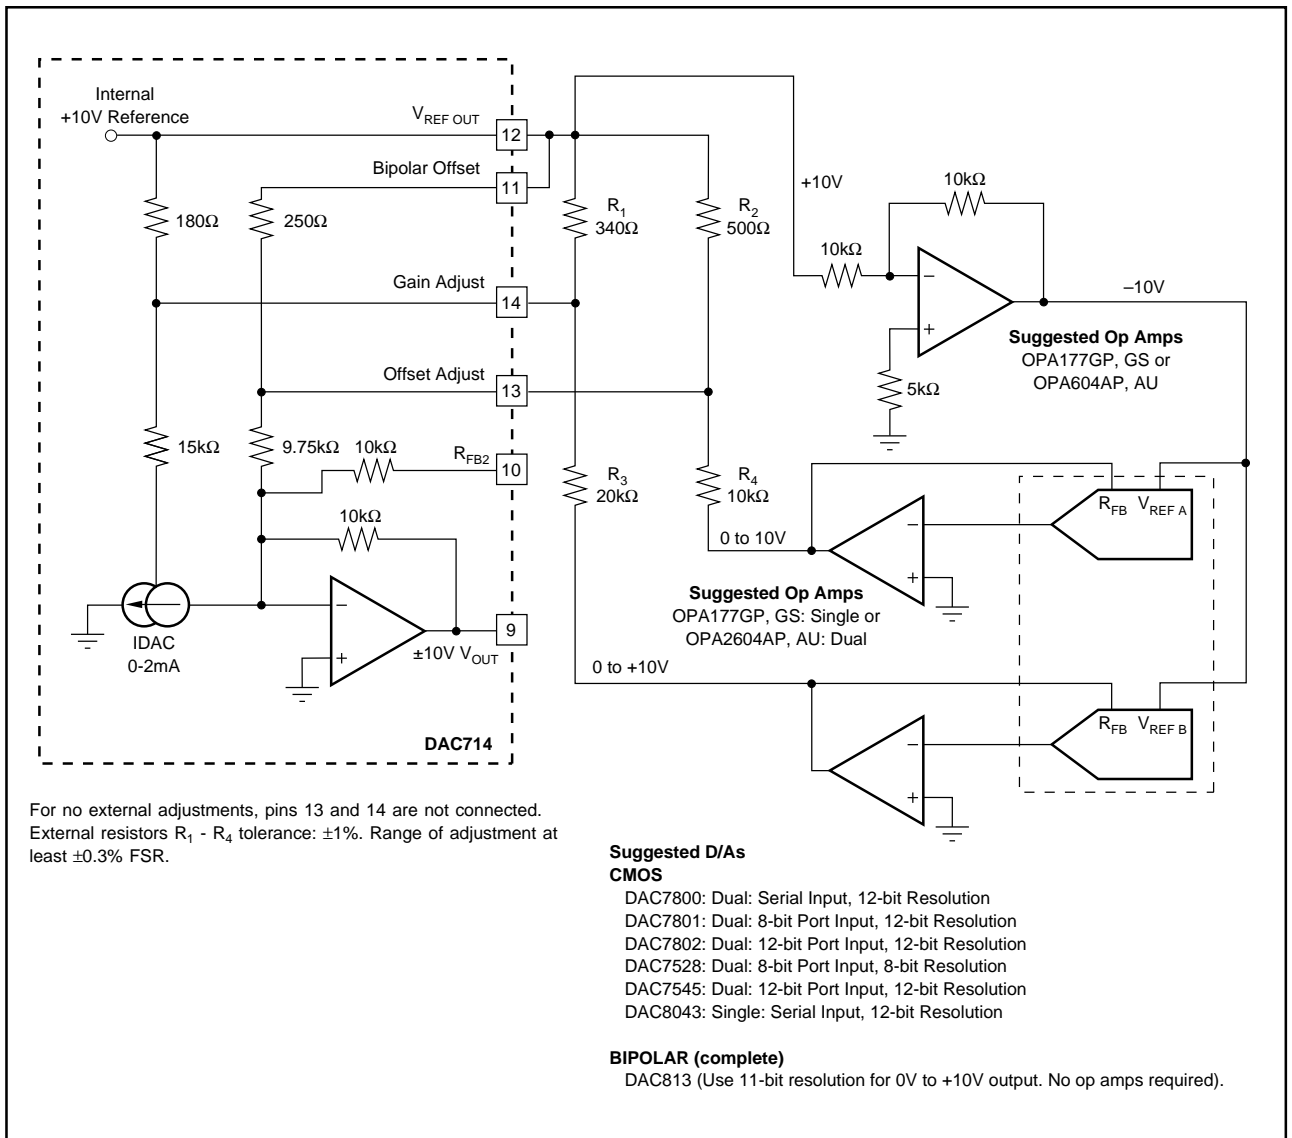 Internal
+10V Reference
V_REF OUT
12
Bipolar Offset
11
180Ω
250Ω
R1
340Ω
R2
500Ω
+10V
10kΩ
10kΩ
–
+
–10V
Gain Adjust
14
Suggested Op Amps
OPA177GP, GS or
OPA604AP, AU
5kΩ
Offset Adjust
13
15kΩ
9.75kΩ
10kΩ
R_FB2
10
R3
20kΩ
R4
10kΩ
R_FB V_REF A
10kΩ
0 to 10V
–
+
Suggested Op Amps
OPA177GP, GS: Single or
OPA2604AP, AU: Dual
IDAC
0-2mA
–
+
9
±10V V_OUT
0 to +10V
R_FB V_REF B
–
+
DAC714
For no external adjustments, pins 13 and 14 are not connected.
External resistors R1 - R4 tolerance: ±1%. Range of adjustment at
least ±0.3% FSR.
Suggested D/As
CMOS
DAC7800: Dual: Serial Input, 12-bit Resolution
DAC7801: Dual: 8-bit Port Input, 12-bit Resolution
DAC7802: Dual: 12-bit Port Input, 12-bit Resolution
DAC7528: Dual: 8-bit Port Input, 8-bit Resolution
DAC7545: Dual: 12-bit Port Input, 12-bit Resolution
DAC8043: Single: Serial Input, 12-bit Resolution
BIPOLAR (complete)
DAC813 (Use 11-bit resolution for 0V to +10V output. No op amps required).